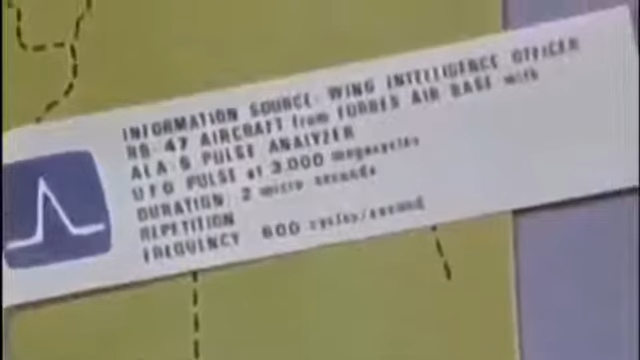 INFORMATION SOURCE: WING INTELLIGENCE OFFICER
RB-47 AIRCRAFT from FORBES AIR BASE with
ALA-6 PULSE ANALYZER
UFO PULSE at 3,000 megacycles
DURATION: 2 micro seconds
REPETITION
FREQUENCY 600 cycles/second